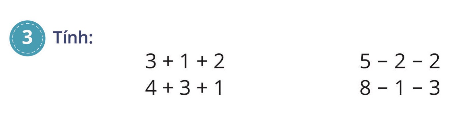 3 Tính:
3 + 1 + 2 5 – 2 – 2
4 + 3 + 1 8 – 1 – 3